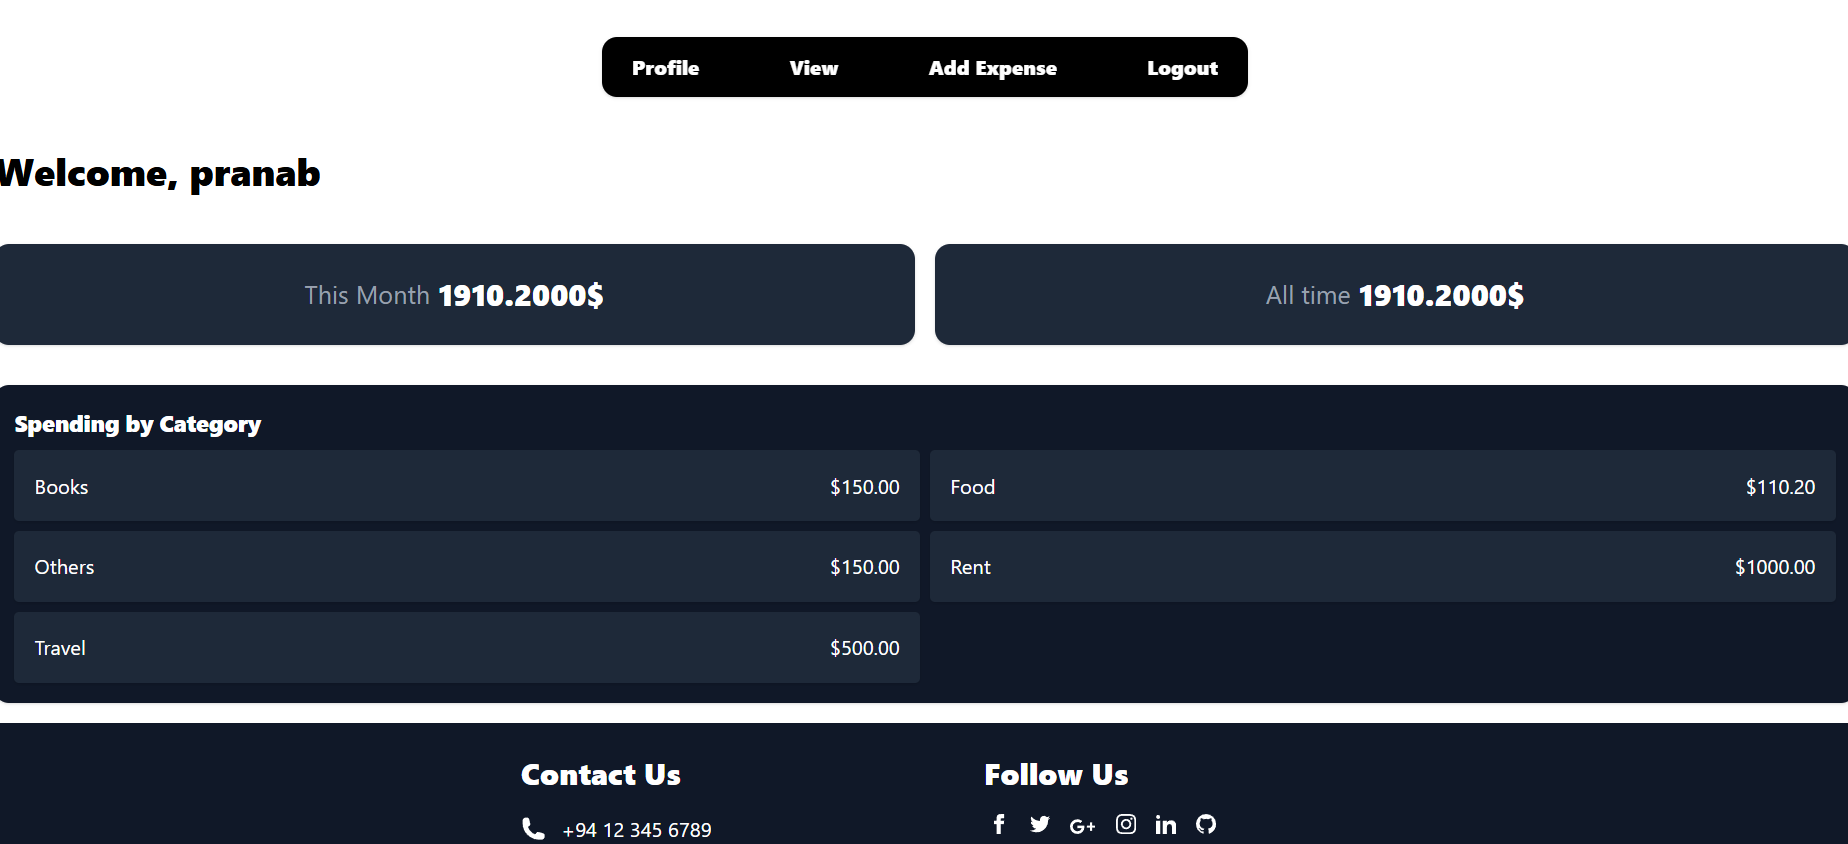 Profile View Add Expense Logout
Welcome, pranab
This Month 1910.2000$ All time 1910.2000$
Spending by Category
Books $150.00 Food $110.20
Others $150.00 Rent $1000.00
Travel $500.00
Contact Us Follow Us
+94 12 345 6789